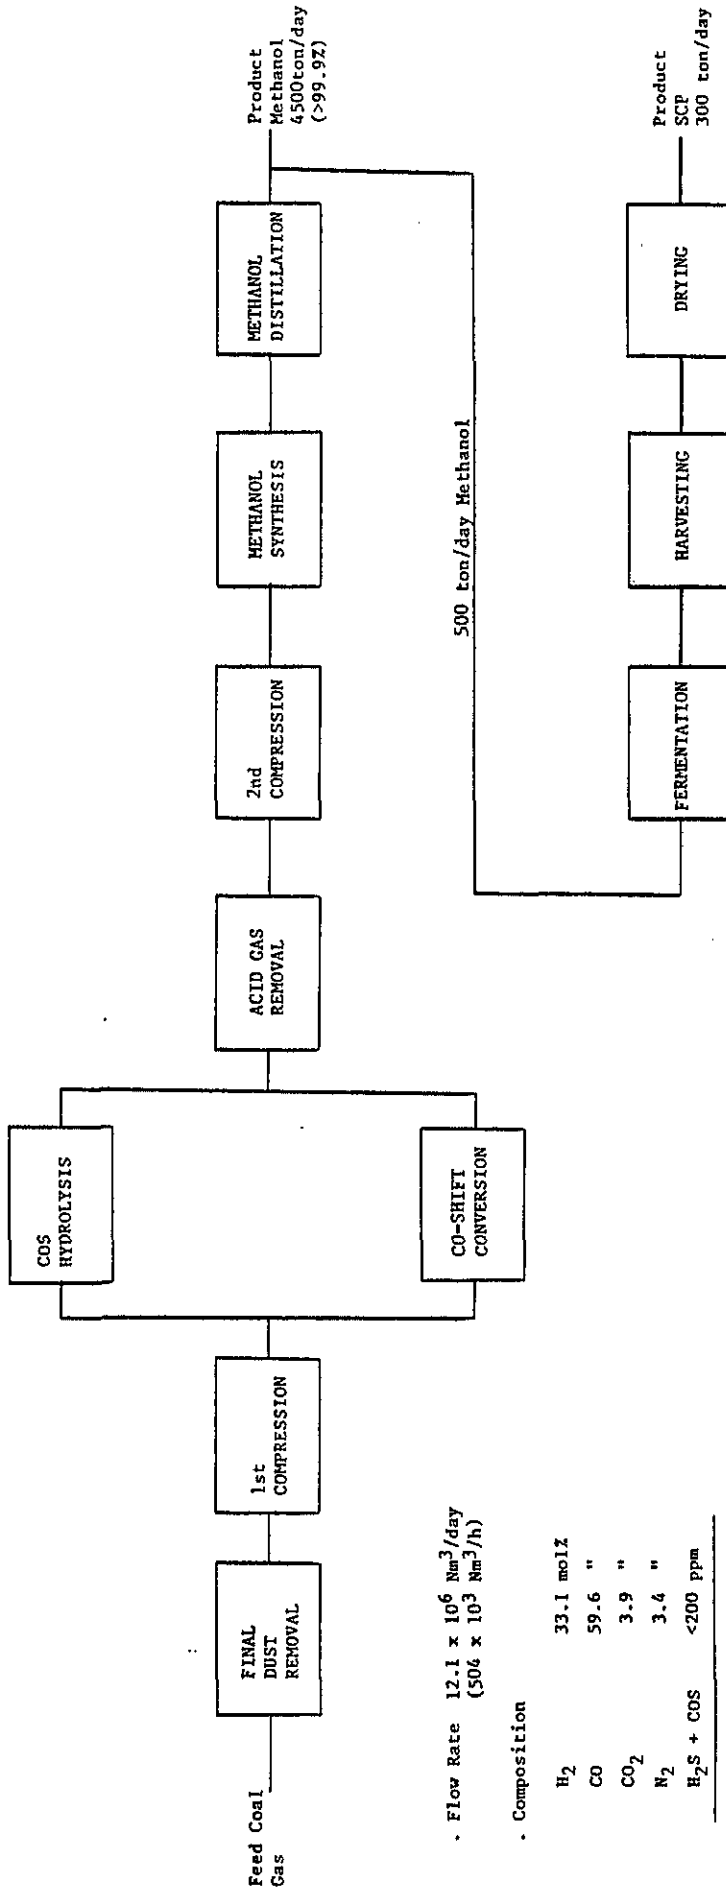 Feed Coal
Gas
FINAL
DUST
REMOVAL
1st
COMPRESSION
COS
HYDROLYSIS
CO-SHIFT
CONVERSION
ACID GAS
REMOVAL
2nd
COMPRESSION
METHANOL
SYNTHESIS
METHANOL
DISTILLATION
Product
Methanol
4500ton/day
(>99.9%)
500 ton/day Methanol
FERMENTATION
HARVESTING
DRYING
Product
SCP
300 ton/day
. Flow Rate 12.1 x 10⁶ Nm³/day
(504 x 10³ Nm³/h)
. Composition
H₂ 33.1 mol%
CO 59.6 "
CO₂ 3.9 "
N₂ 3.4 "
H₂S + COS <200 ppm